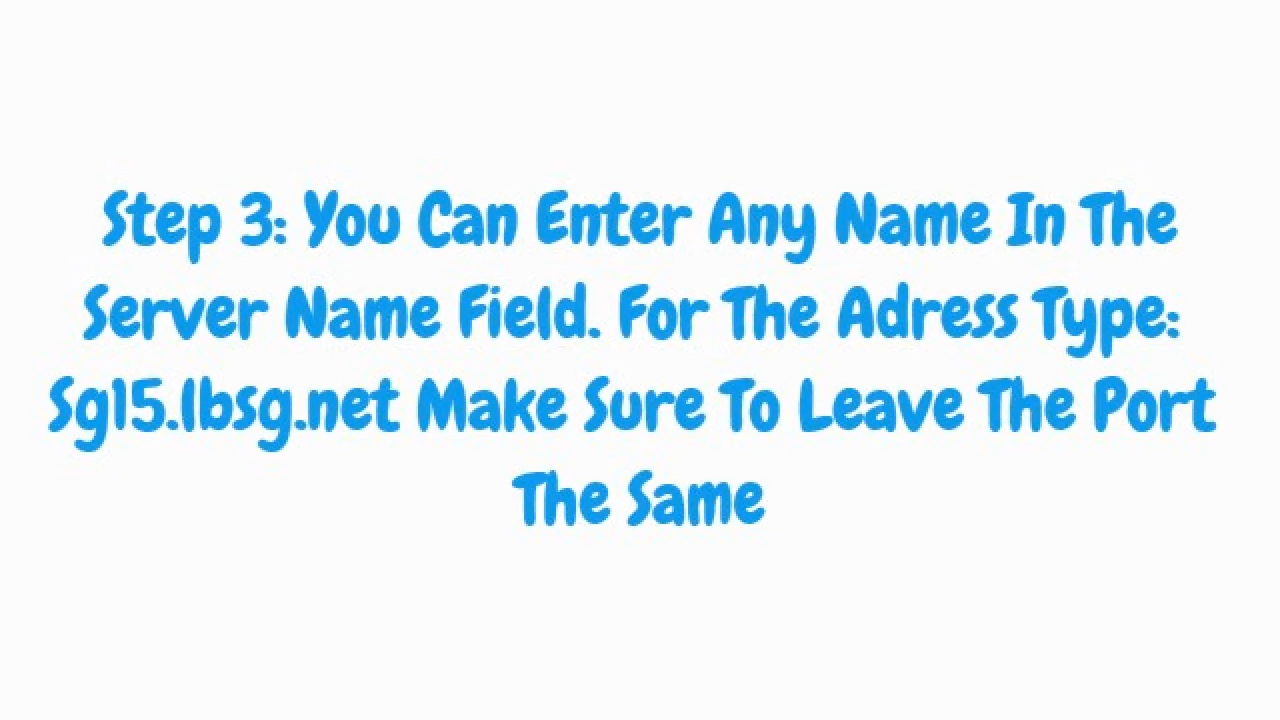 Step 3: You Can Enter Any Name In The
Server Name Field. For The Adress Type:
Sg15.lbsg.net Make Sure To Leave The Port
The Same